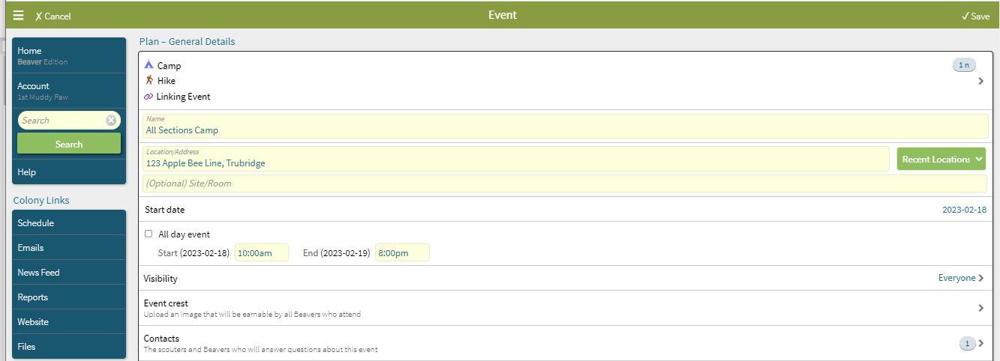 ✗ Cancel
Event
✓ Save
Home
Beaver Edition
Account
1st Muddy Paw
Search
Search
Help
Colony Links
Schedule
Emails
News Feed
Reports
Website
Files
Plan – General Details
Camp
1 n
Hike
Linking Event
Name
All Sections Camp
Location/Address
123 Apple Bee Line, Trubridge
Recent Locations
(Optional) Site/Room
Start date 2023-02-18
All day event
Start (2023-02-18) 10:00am End (2023-02-19) 8:00pm
Visibility Everyone
Event crest
Upload an image that will be earnable by all Beavers who attend
Contacts
The scouters and Beavers who will answer questions about this event
1